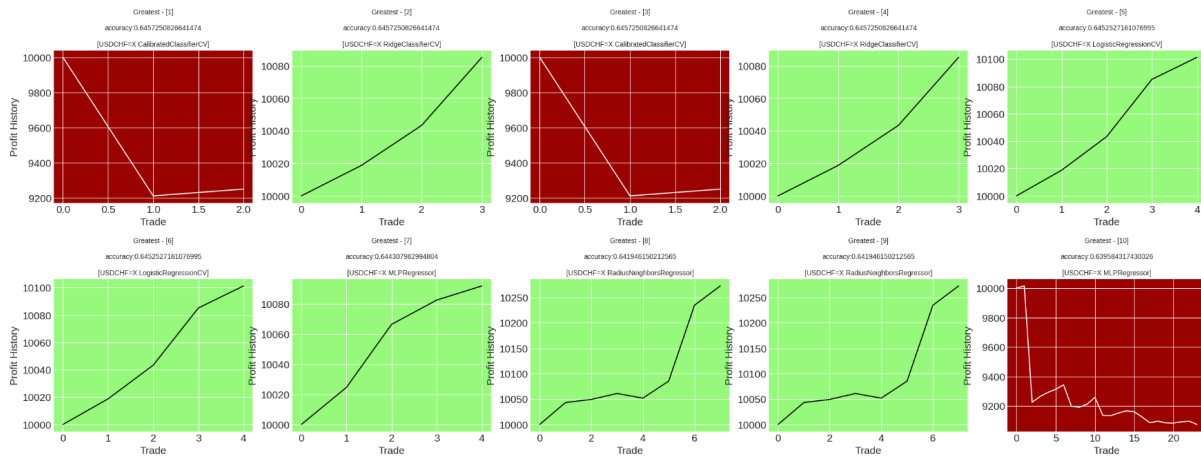 Greatest - [1]
accuracy:0.6457250826641474
[USDCHF=X CalibratedClassifierCV]
10000
9800
9600
9400
9200
Profit History
0.0 0.5 1.0 1.5 2.0
Trade
Greatest - [2]
accuracy:0.6457250826641474
[USDCHF=X RidgeClassifierCV]
10080
10060
10040
10020
10000
Profit History
0 1 2 3
Trade
Greatest - [3]
accuracy:0.6457250826641474
[USDCHF=X CalibratedClassifierCV]
10000
9800
9600
9400
9200
Profit History
0.0 0.5 1.0 1.5 2.0
Trade
Greatest - [4]
accuracy:0.6457250826641474
[USDCHF=X RidgeClassifierCV]
10080
10060
10040
10020
10000
Profit History
0 1 2 3
Trade
Greatest - [5]
accuracy:0.6452527161076995
[USDCHF=X LogisticRegressionCV]
10100
10080
10060
10040
10020
10000
Profit History
0 1 2 3 4
Trade
Greatest - [6]
accuracy:0.6452527161076995
[USDCHF=X LogisticRegressionCV]
10100
10080
10060
10040
10020
10000
Profit History
0 1 2 3 4
Trade
Greatest - [7]
accuracy:0.644307982994804
[USDCHF=X MLPRegressor]
10080
10060
10040
10020
10000
Profit History
0 1 2 3 4
Trade
Greatest - [8]
accuracy:0.641946150212565
[USDCHF=X RadiusNeighborsRegressor]
10250
10200
10150
10100
10050
10000
Profit History
0 2 4 6
Trade
Greatest - [9]
accuracy:0.641946150212565
[USDCHF=X RadiusNeighborsRegressor]
10250
10200
10150
10100
10050
10000
Profit History
0 2 4 6
Trade
Greatest - [10]
accuracy:0.639584317430326
[USDCHF=X MLPRegressor]
10000
9800
9600
9400
9200
Profit History
0 5 10 15 20
Trade